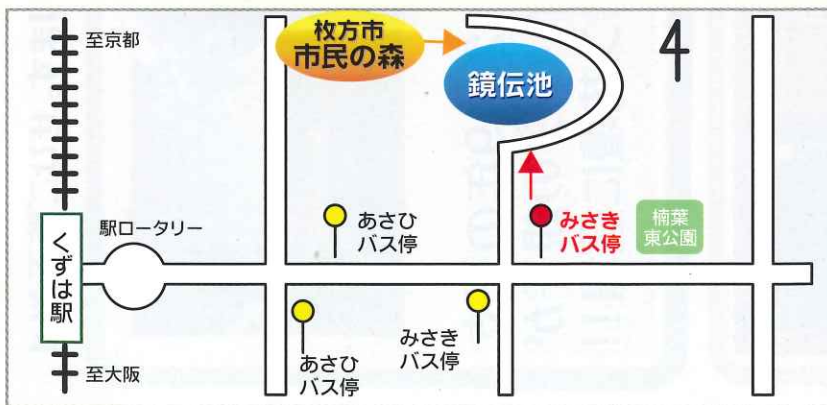 至京都
枚方市
市民の森
鏡伝池
駅ロータリー
あさひ
バス停
みさき
バス停
楠葉
東公園
くずは駅
あさひ
バス停
みさき
バス停
至大阪